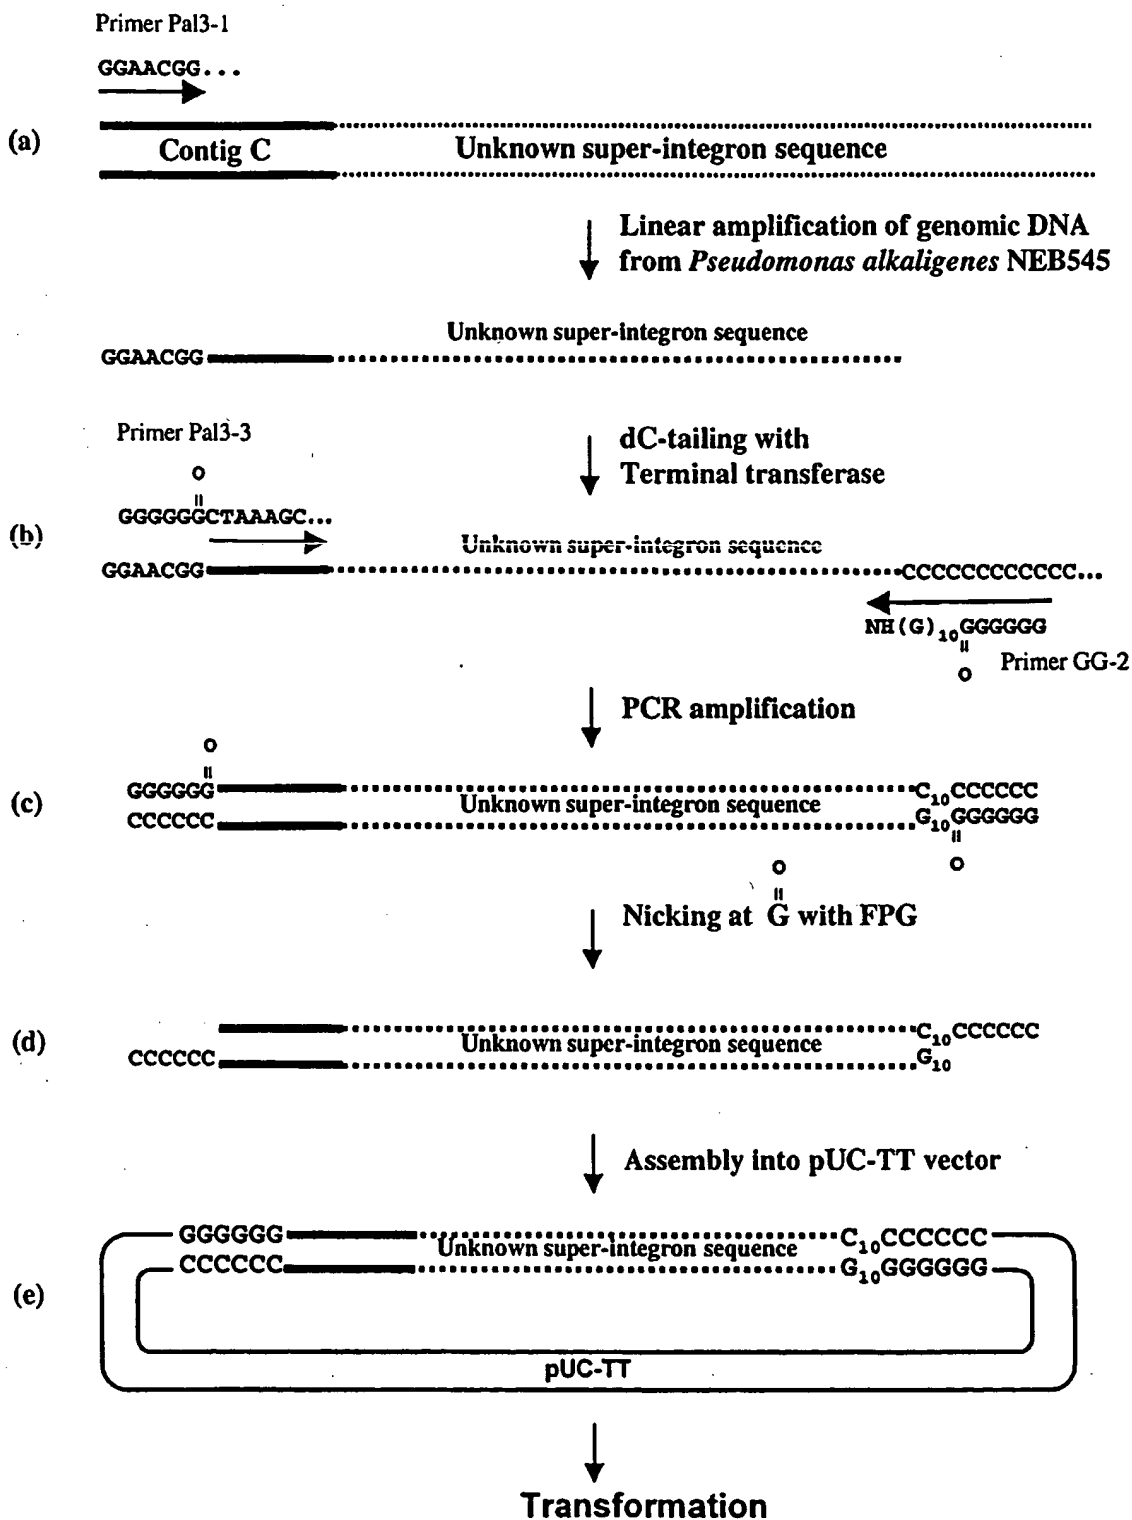 Primer Pal3-1
GGAACGG...
(a)
Contig C
Unknown super-integron sequence
Linear amplification of genomic DNA
from Pseudomonas alkaligenes NEB545
Unknown super-integron sequence
GGAACGG
Primer Pal3-3
dC-tailing with
Terminal transferase
O
=
GGGGGGCTAAAGC...
(b)
Unknown super-integron sequence
GGAACGG
CCCCCCCCCCCCC...
NH(G)10GGGGGG
=
O
Primer GG-2
PCR amplification
O
=
(c)
GGGGGG
C10CCCCCC
Unknown super-integron sequence
CCCCCC
G10GGGGGG
=
O
O
=
Nicking at G with FPG
(d)
C10CCCCCC
Unknown super-integron sequence
CCCCCC
G10
Assembly into pUC-TT vector
GGGGGG
C10CCCCCC
Unknown super-integron sequence
CCCCCC
G10GGGGGG
(e)
pUC-TT
Transformation